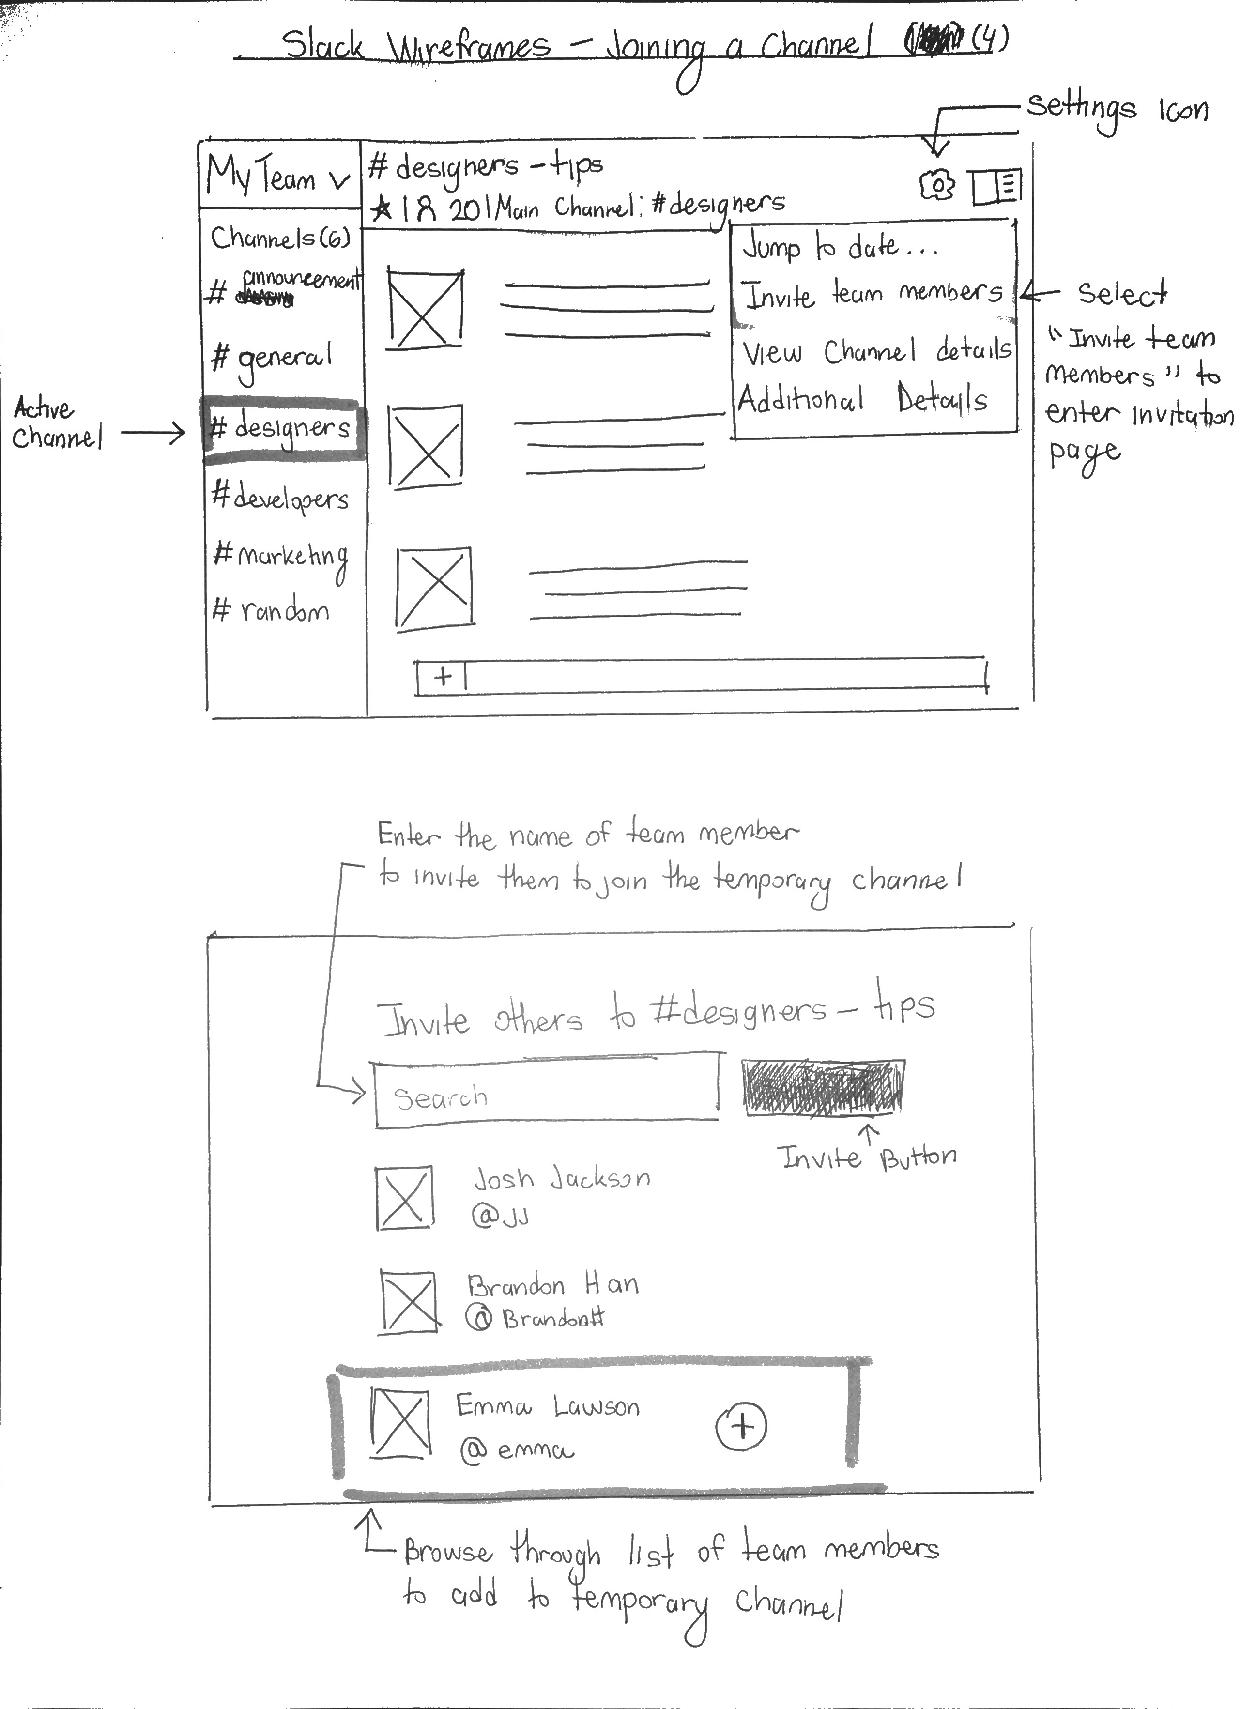 Slack Wireframes - Joining a Channel (4)
Settings Icon
My Team
# designers - tips
★ | 20 | Main Channel: # designers
Channels (6)
# announcement
# general
# designers
# developers
# marketing
# random
Jump to date...
Invite team members
View Channel details
Additional Details
Select
"Invite team
members" to
enter invitation
page
Active
Channel
+
Enter the name of team member
to invite them to join the temporary channel
Invite others to #designers - tips
Search
Invite Button
Josh Jackson
@JJ
Brandon Han
@BrandonH
Emma Lawson
@emma
+
Browse through list of team members
to add to temporary channel